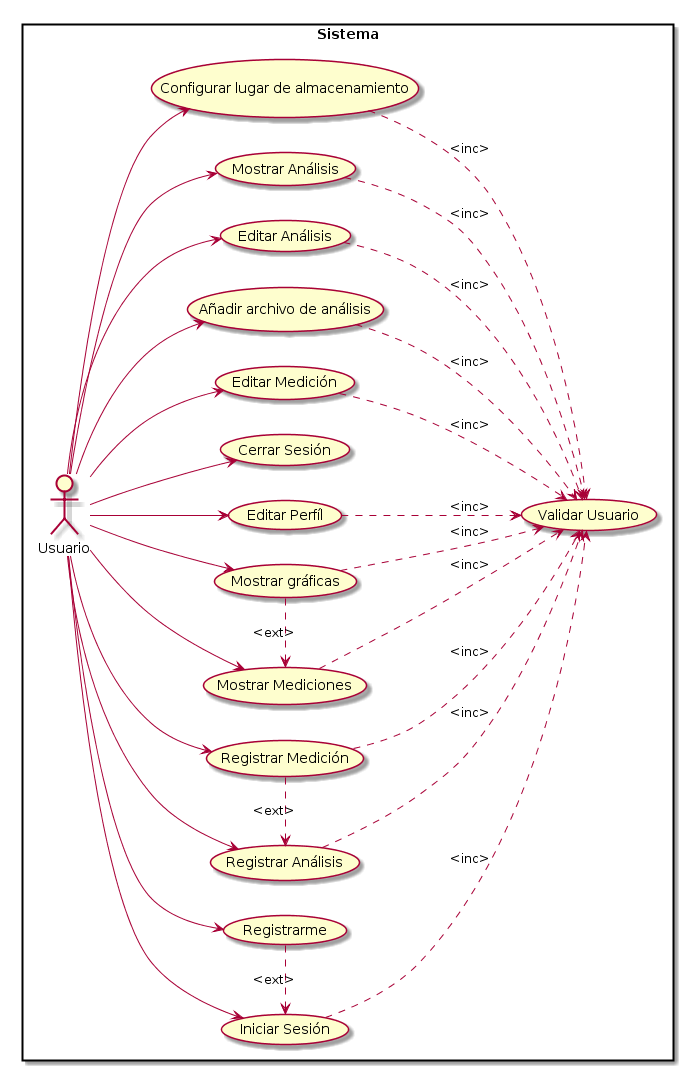 Sistema
Configurar lugar de almacenamiento
<inc>
Mostrar Análisis
<inc>
Editar Análisis
<inc>
Añadir archivo de análisis
<inc>
Editar Medición
<inc>
Cerrar Sesión
<inc>
Editar Perfíl
Validar Usuario
<inc>
Usuario
<inc>
Mostrar gráficas
<ext>
<inc>
Mostrar Mediciones
Registrar Medición
<inc>
<ext>
<inc>
Registrar Análisis
Registrarme
<ext>
Iniciar Sesión